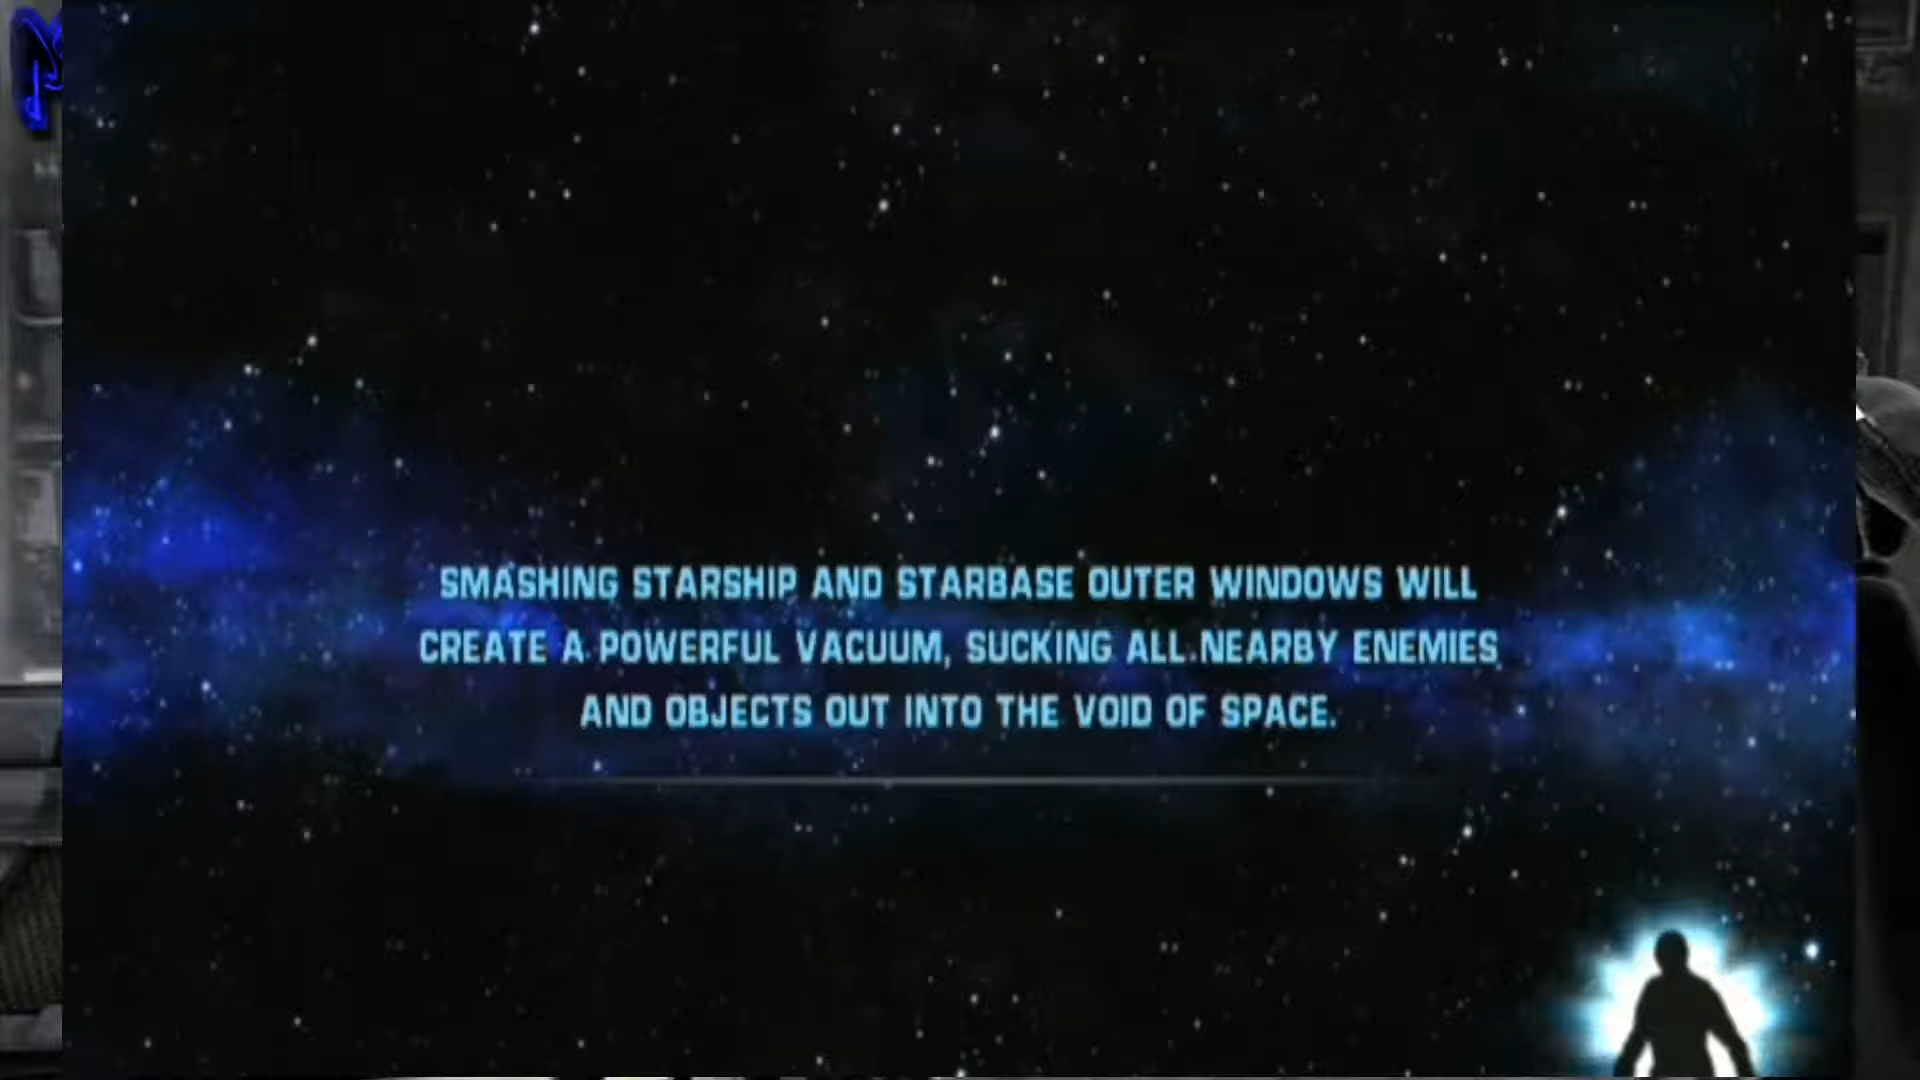 SMASHING STARSHIP AND STARBASE OUTER WINDOWS WILL
CREATE A POWERFUL VACUUM, SUCKING ALL NEARBY ENEMIES
AND OBJECTS OUT INTO THE VOID OF SPACE.